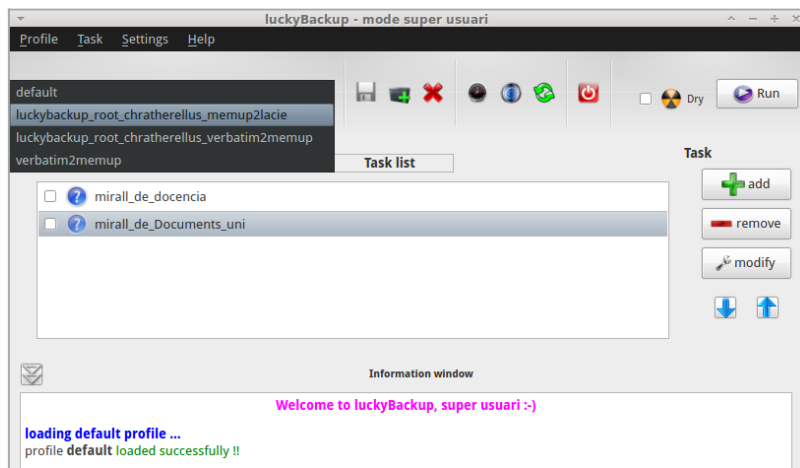 luckyBackup - mode super usuari
Profile Task Settings Help
default
luckybackup_root_chratherellus_memup2lacie
luckybackup_root_chratherellus_verbatim2memup
verbatim2memup
Dry
Run
Task list
Task
mirall_de_docencia
mirall_de_Documents_uni
add
remove
modify
Information window
Welcome to luckyBackup, super usuari :-)
loading default profile ...
profile default loaded successfully !!